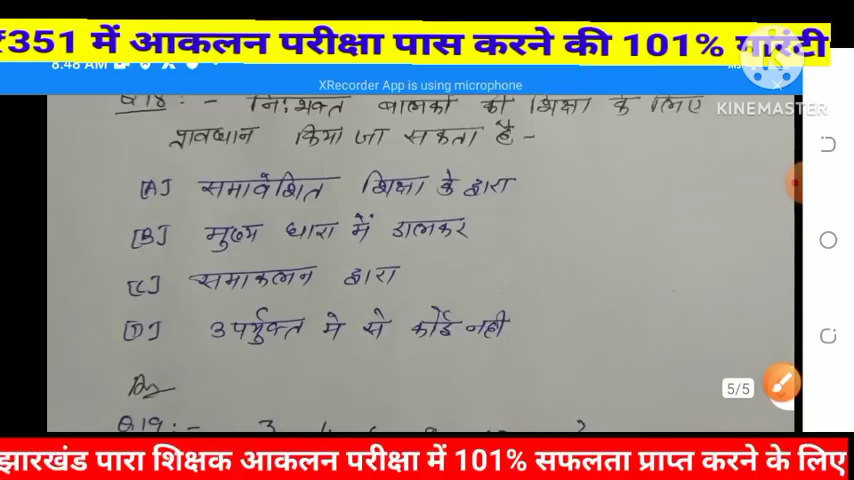 ₹351 में आकलन परीक्षा पास करने की 101% गारंटी
8:48 AM
XRecorder App is using microphone
KINEMASTER
Q18:- नि:शक्त बालकों की शिक्षा के लिए
प्रावधान किया जा सकता है -
[A] समावेशित शिक्षा के द्वारा
[B] मुख्य धारा में डालकर
[C] समाकलन द्वारा
[D] उपर्युक्त मे से कोई नही
5/5
Q19:-
झारखंड पारा शिक्षक आकलन परीक्षा में 101% सफलता प्राप्त करने के लिए